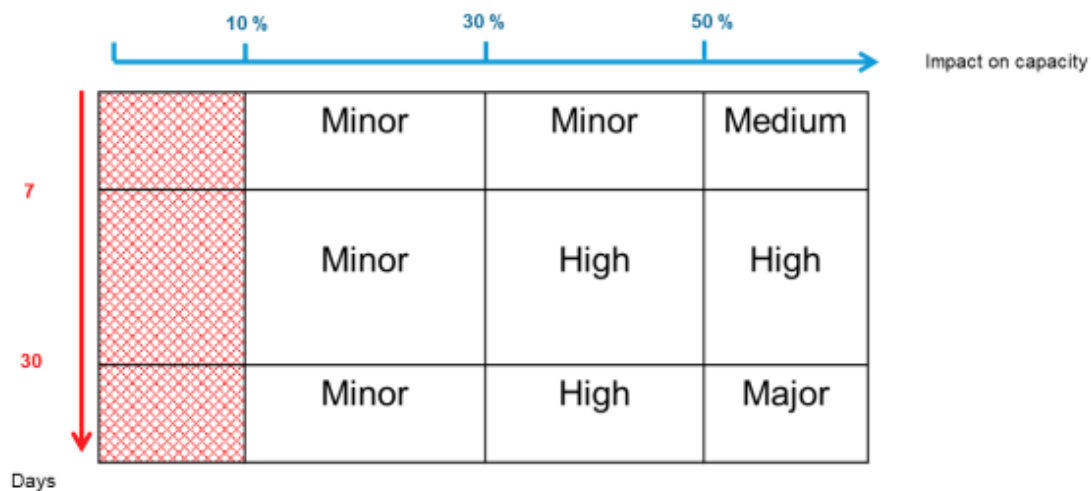 10 %
30 %
50 %
Impact on capacity
Minor
Minor
Medium
7
Minor
High
High
30
Minor
High
Major
Days